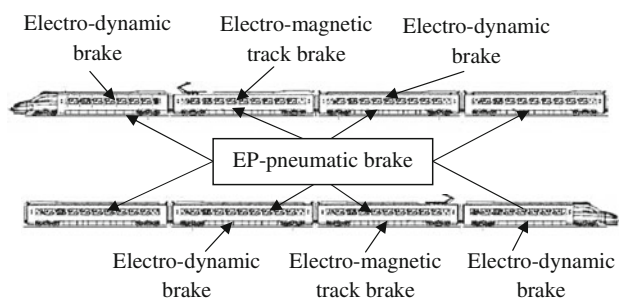 Electro-dynamic
brake
Electro-magnetic
track brake
Electro-dynamic
brake
EP-pneumatic brake
Electro-dynamic
brake
Electro-magnetic
track brake
Electro-dynamic
brake